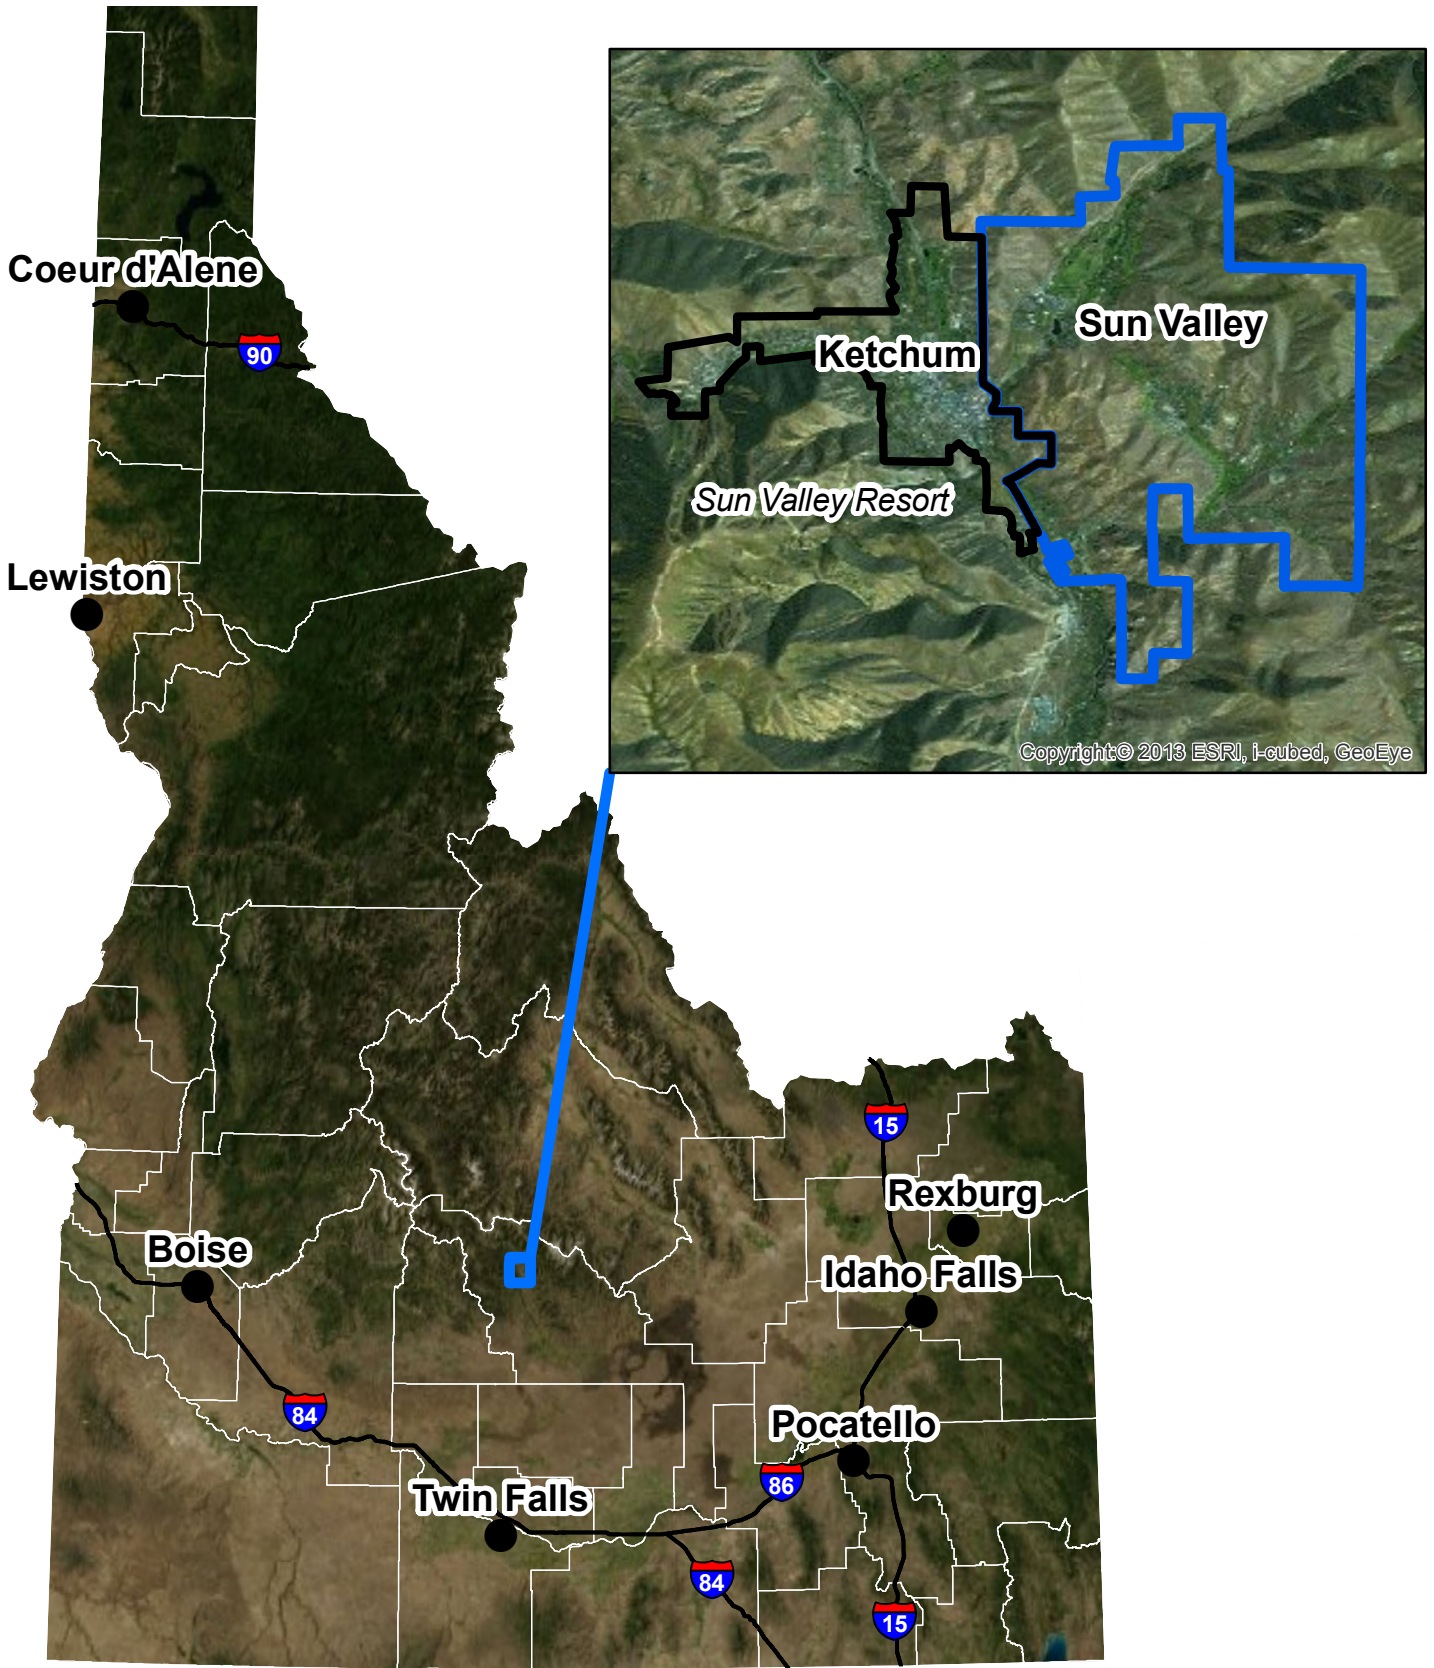 Coeur d'Alene
90
Sun Valley
Ketchum
Sun Valley Resort
Lewiston
Copyright:© 2013 ESRI, i-cubed, GeoEye
15
Rexburg
Boise
Idaho Falls
84
Pocatello
86
Twin Falls
84
15